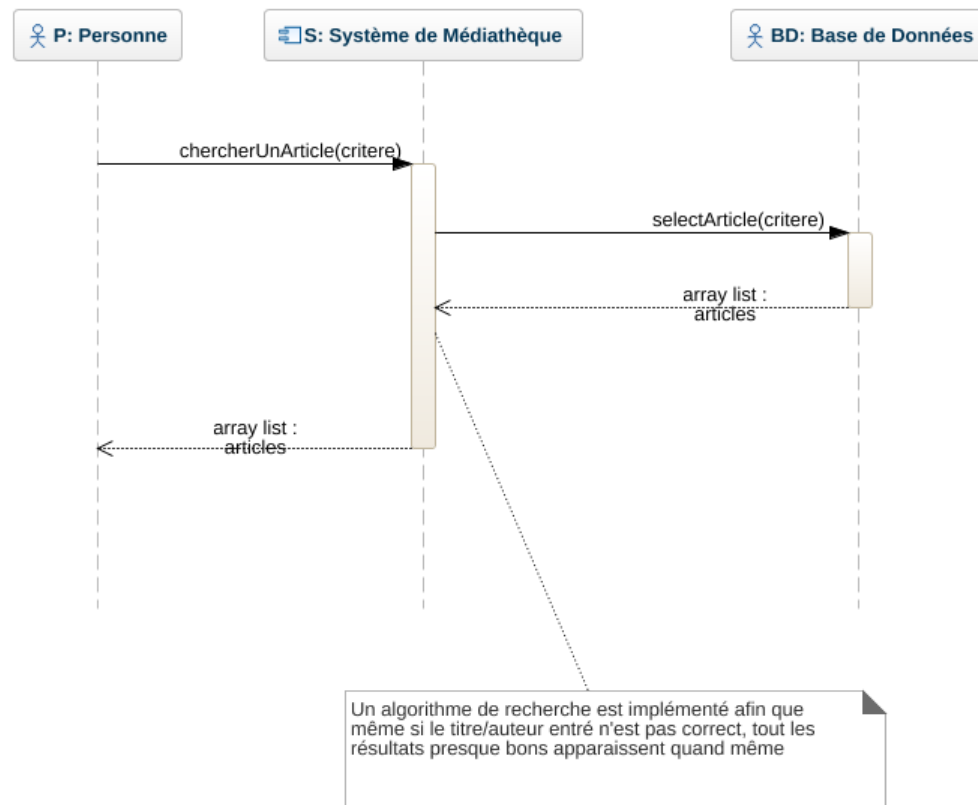 P: Personne
S: Système de Médiathèque
BD: Base de Données
chercherUnArticle(critere)
selectArticle(critere)
array list :
articles
array list :
articles
Un algorithme de recherche est implémenté afin que
même si le titre/auteur entré n'est pas correct, tout les
résultats presque bons apparaissent quand même